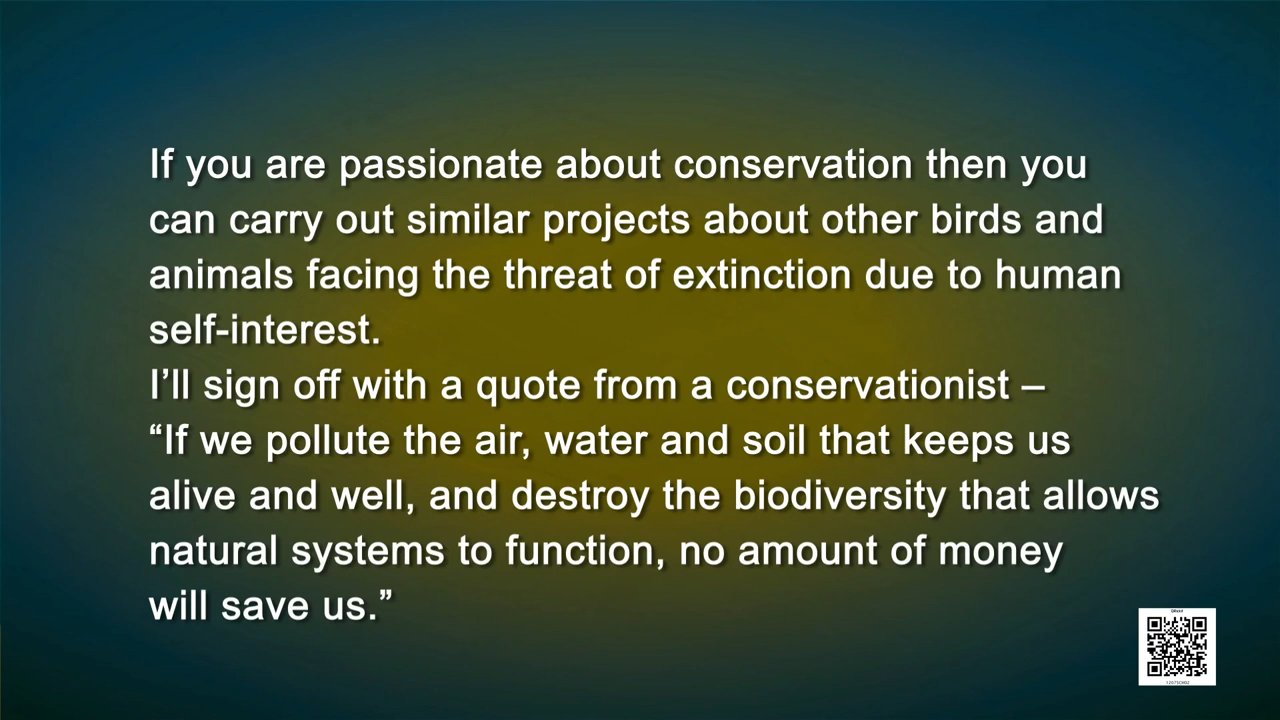 If you are passionate about conservation then you
can carry out similar projects about other birds and
animals facing the threat of extinction due to human
self-interest.
I’ll sign off with a quote from a conservationist –
“If we pollute the air, water and soil that keeps us
alive and well, and destroy the biodiversity that allows
natural systems to function, no amount of money
will save us.”